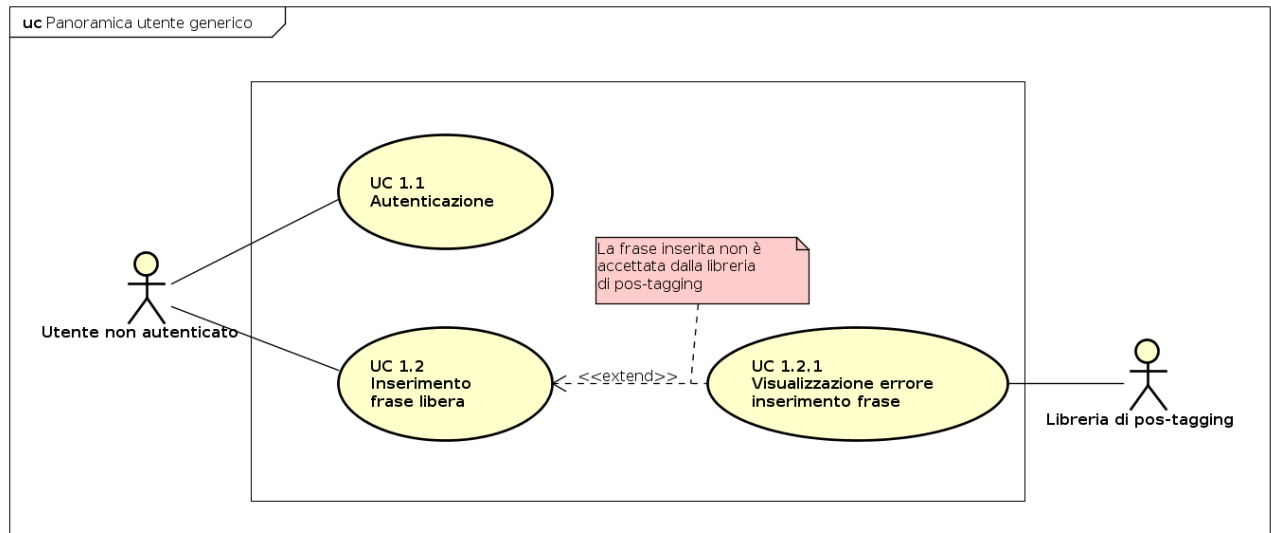 uc Panoramica utente generico
UC 1.1
Autenticazione
La frase inserita non è
accettata dalla libreria
di pos-tagging
Utente non autenticato
UC 1.2
Inserimento
frase libera
<<extend>>
UC 1.2.1
Visualizzazione errore
inserimento frase
Libreria di pos-tagging